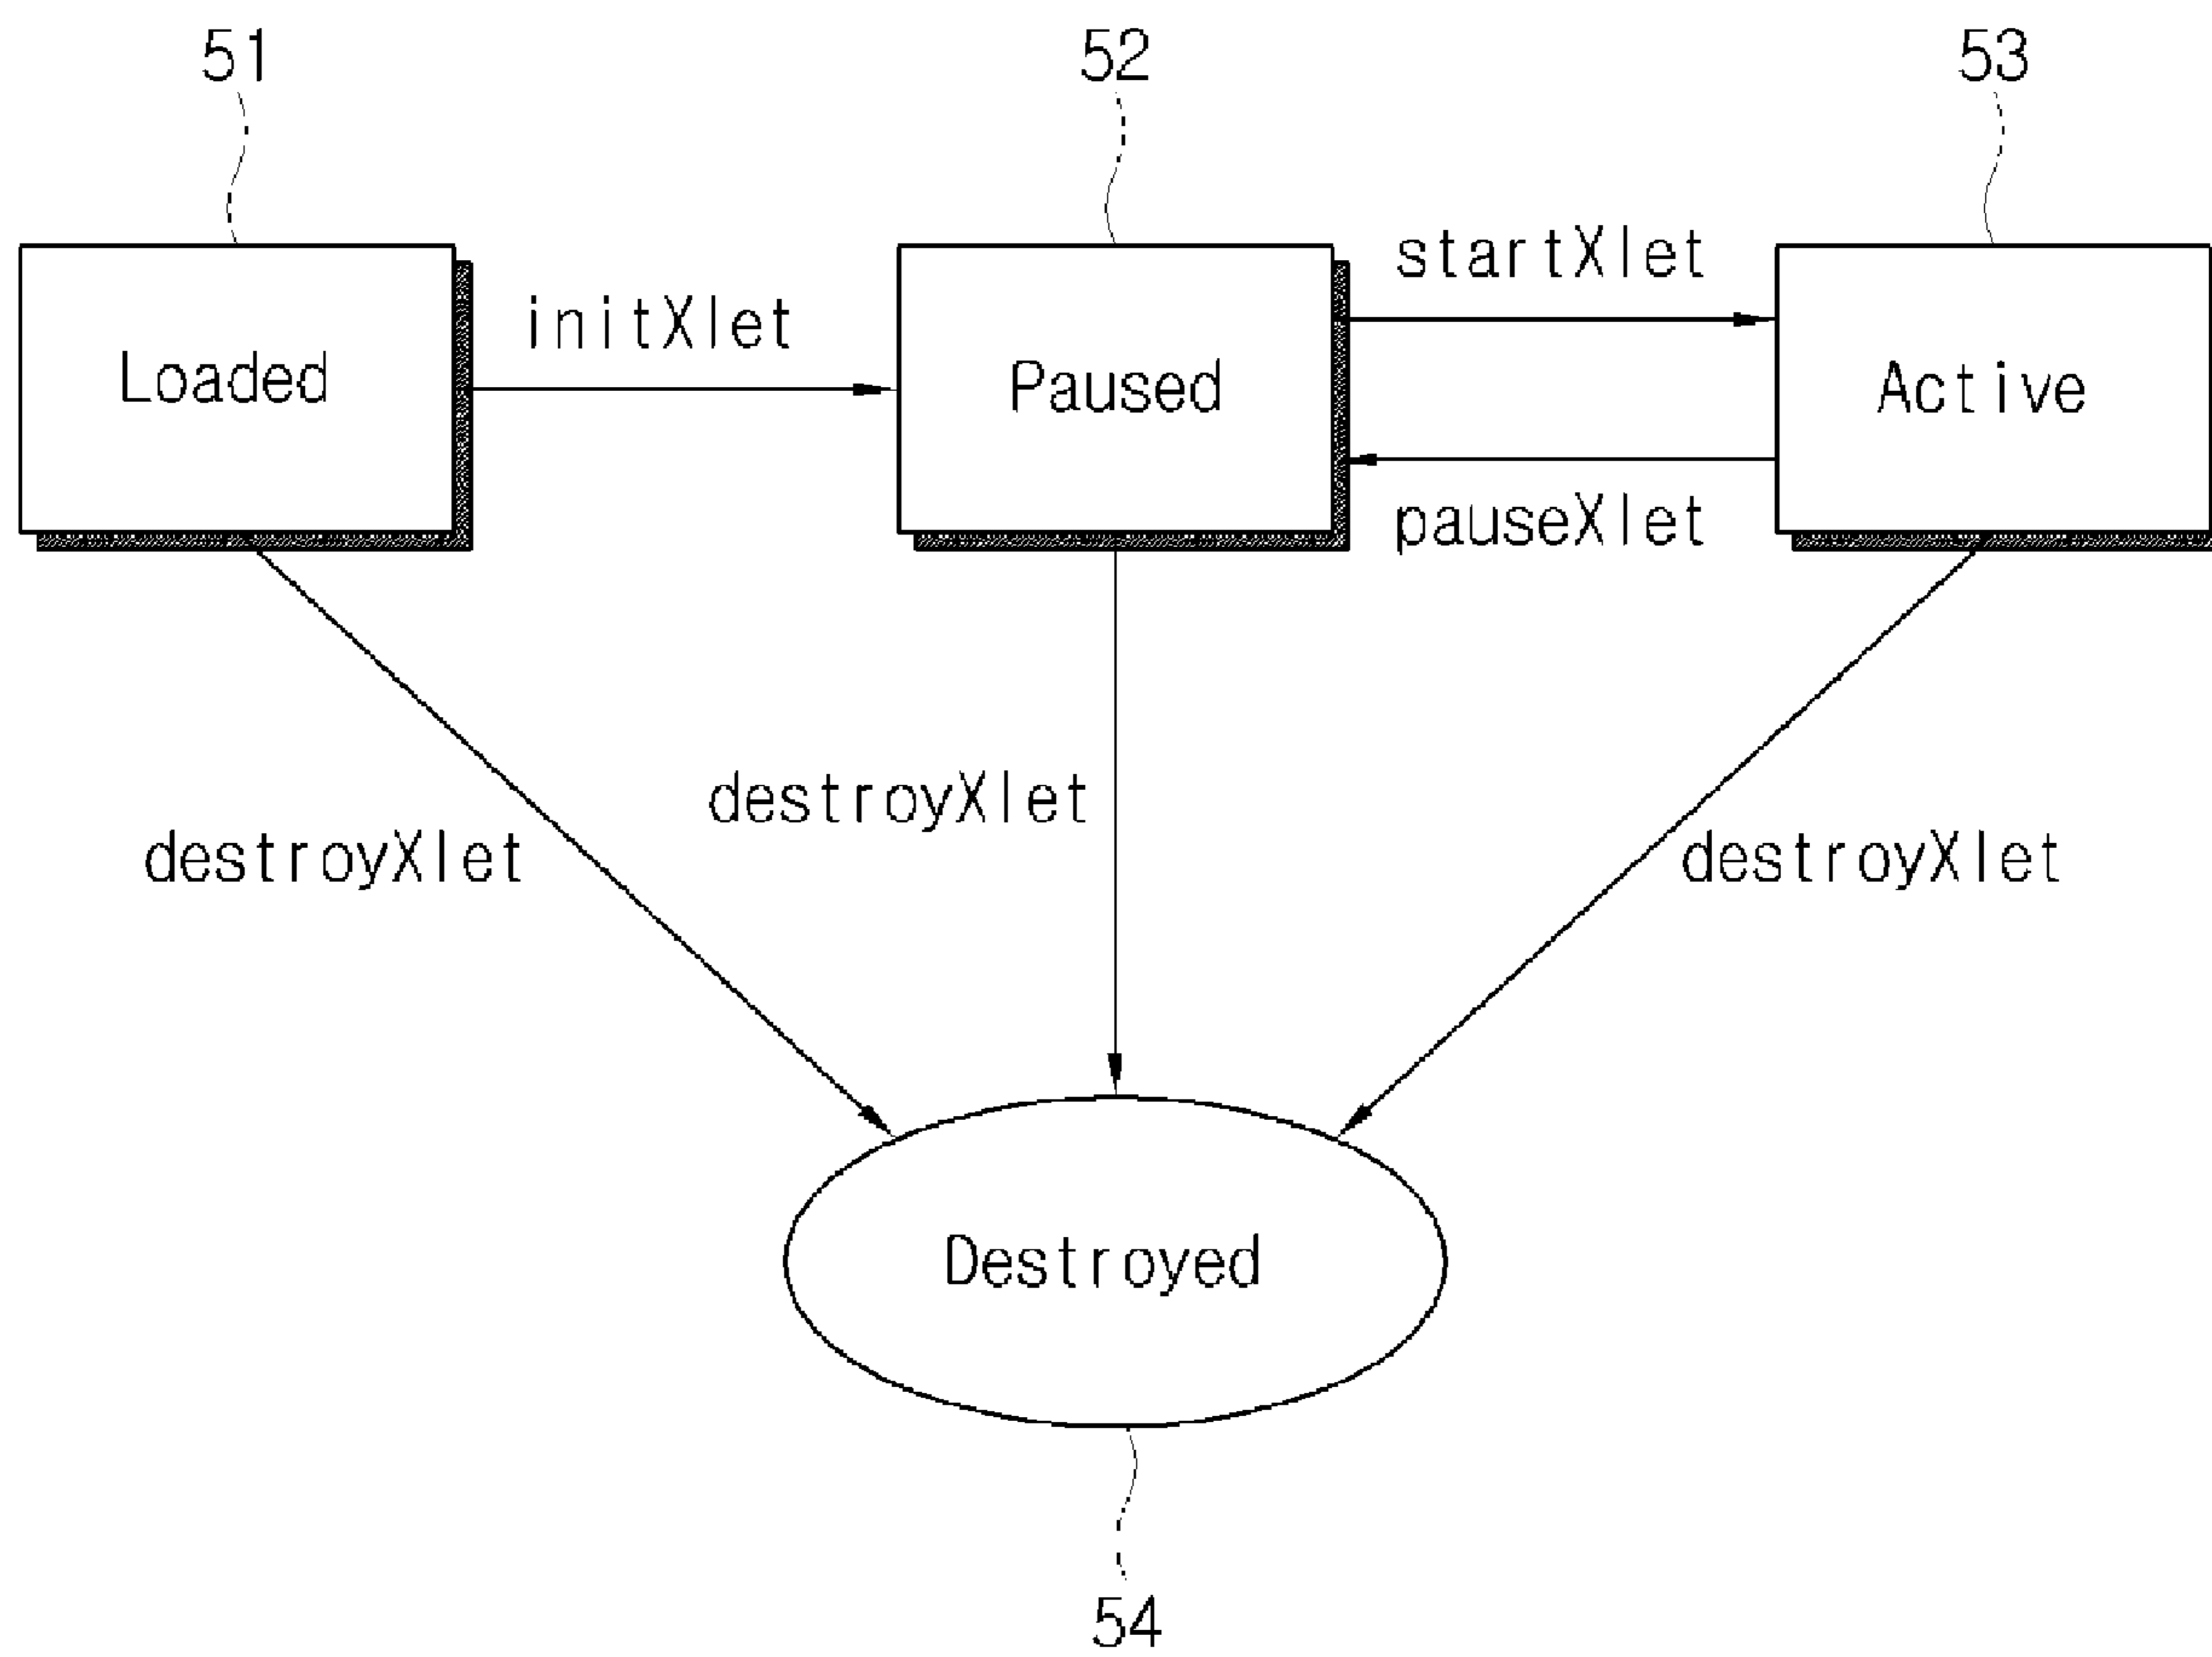 51
52
53
startXlet
initXlet
Loaded
Paused
Active
pauseXlet
destroyXlet
destroyXlet
destroyXlet
Destroyed
54